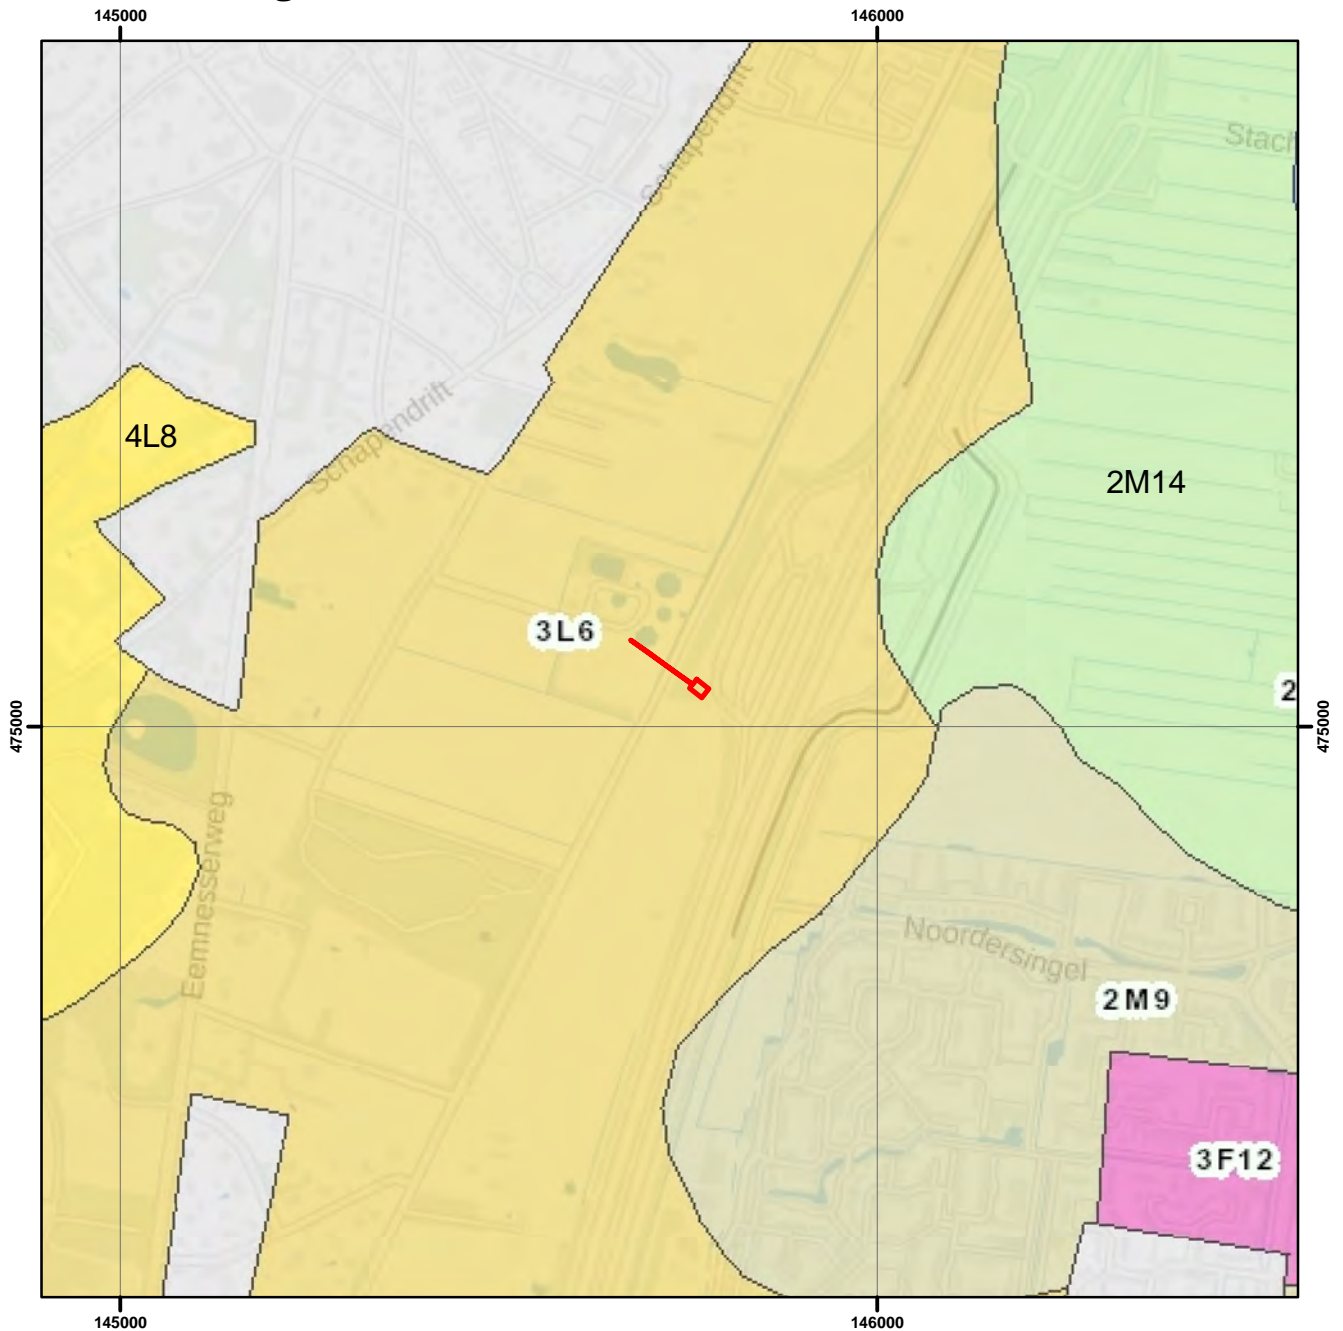 145000 146000
Schapendrift
Stach
4L8
Schapendrift
2M14
3L6
2
475000 475000
Eemnesserweg
Noordersingel
2M9
3F12
145000 146000